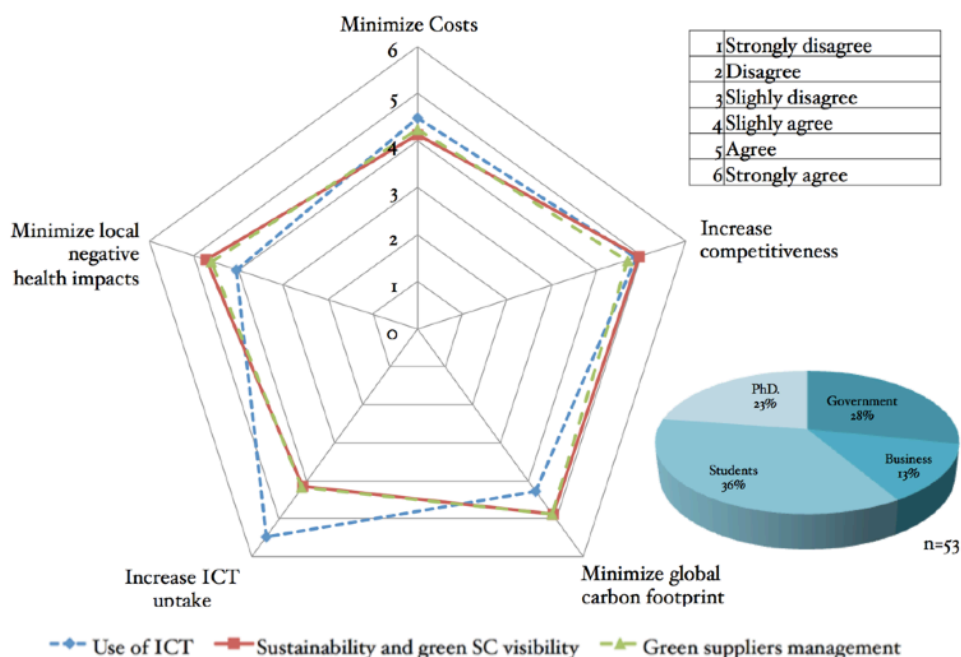 Minimize Costs
6
5
4
3
2
1
0
1 Strongly disagree
2 Disagree
3 Slighly disagree
4 Slighly agree
5 Agree
6 Strongly agree
Increase
competitiveness
Minimize local
negative
health impacts
PhD.
23%
Government
28%
Business
13%
Students
36%
n=53
Increase ICT
uptake
Minimize global
carbon footprint
Use of ICT
Sustainability and green SC visibility
Green suppliers management